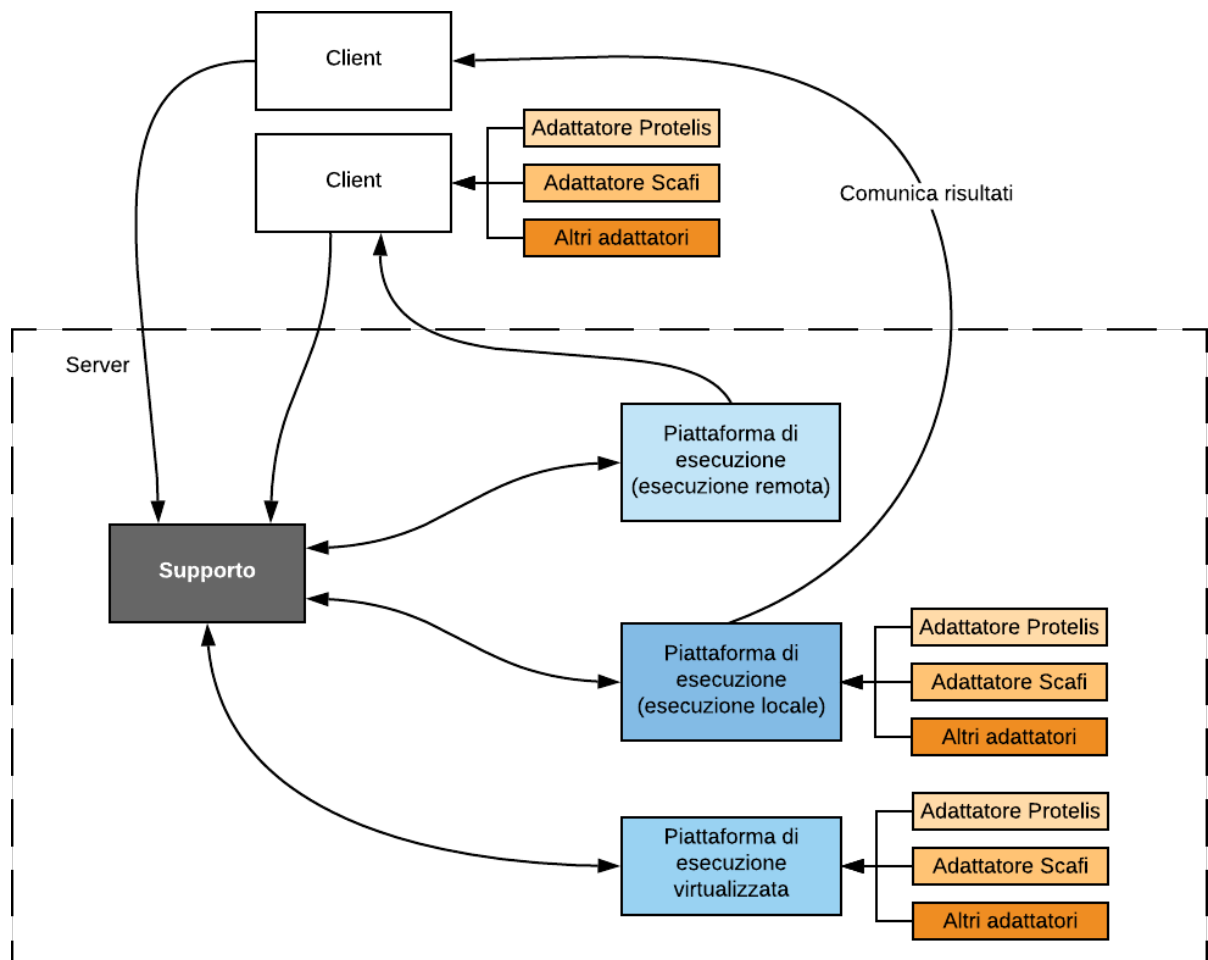 Client
Client
Adattatore Protelis
Adattatore Scafi
Altri adattatori
Comunica risultati
Server
Piattaforma di
esecuzione
(esecuzione remota)
Supporto
Piattaforma di
esecuzione
(esecuzione locale)
Adattatore Protelis
Adattatore Scafi
Altri adattatori
Piattaforma di
esecuzione
virtualizzata
Adattatore Protelis
Adattatore Scafi
Altri adattatori